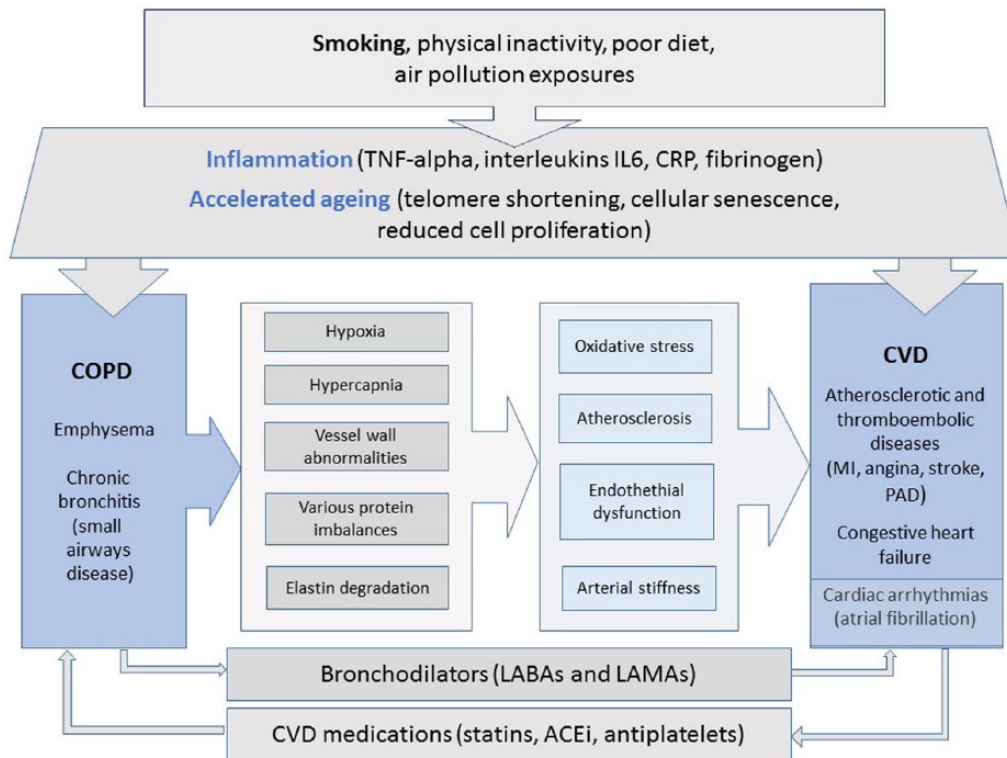 Smoking, physical inactivity, poor diet,
air pollution exposures
Inflammation (TNF-alpha, interleukins IL6, CRP, fibrinogen)
Accelerated ageing (telomere shortening, cellular senescence,
reduced cell proliferation)
COPD
Emphysema
Chronic
bronchitis
(small
airways
disease)
Hypoxia
Hypercapnia
Vessel wall
abnormalities
Various protein
imbalances
Elastin degradation
Oxidative stress
Atherosclerosis
Endothethial
dysfunction
Arterial stiffness
CVD
Atherosclerotic and
thromboembolic
diseases
(MI, angina, stroke,
PAD)
Congestive heart
failure
Cardiac arrhythmias
(atrial fibrillation)
Bronchodilators (LABAs and LAMAs)
CVD medications (statins, ACEi, antiplatelets)